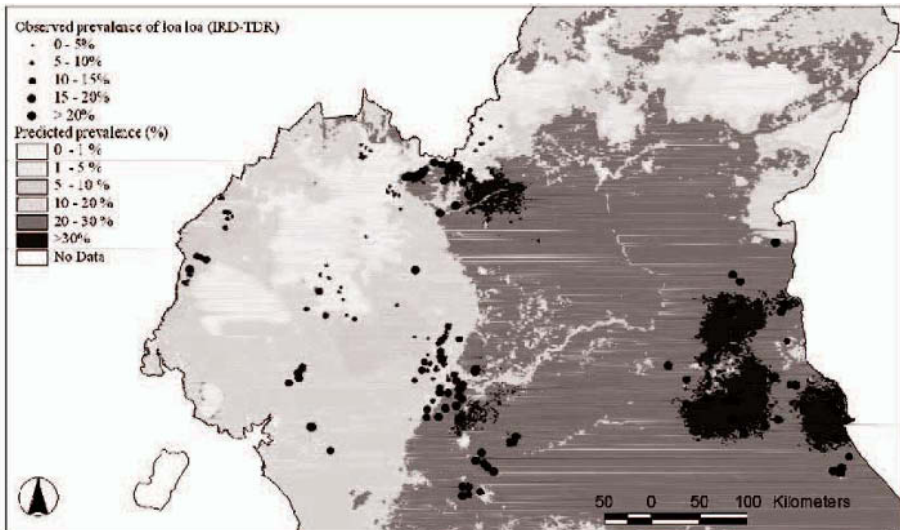 Observed prevalence of loa loa (IRD-TDR)
0 - 5%
5 - 10%
10 - 15%
15 - 20%
> 20%
Predicted prevalence (%)
0 - 1 %
1 - 5 %
5 - 10 %
10 - 20 %
20 - 30 %
>30%
No Data
50 0 50 100 Kilometers